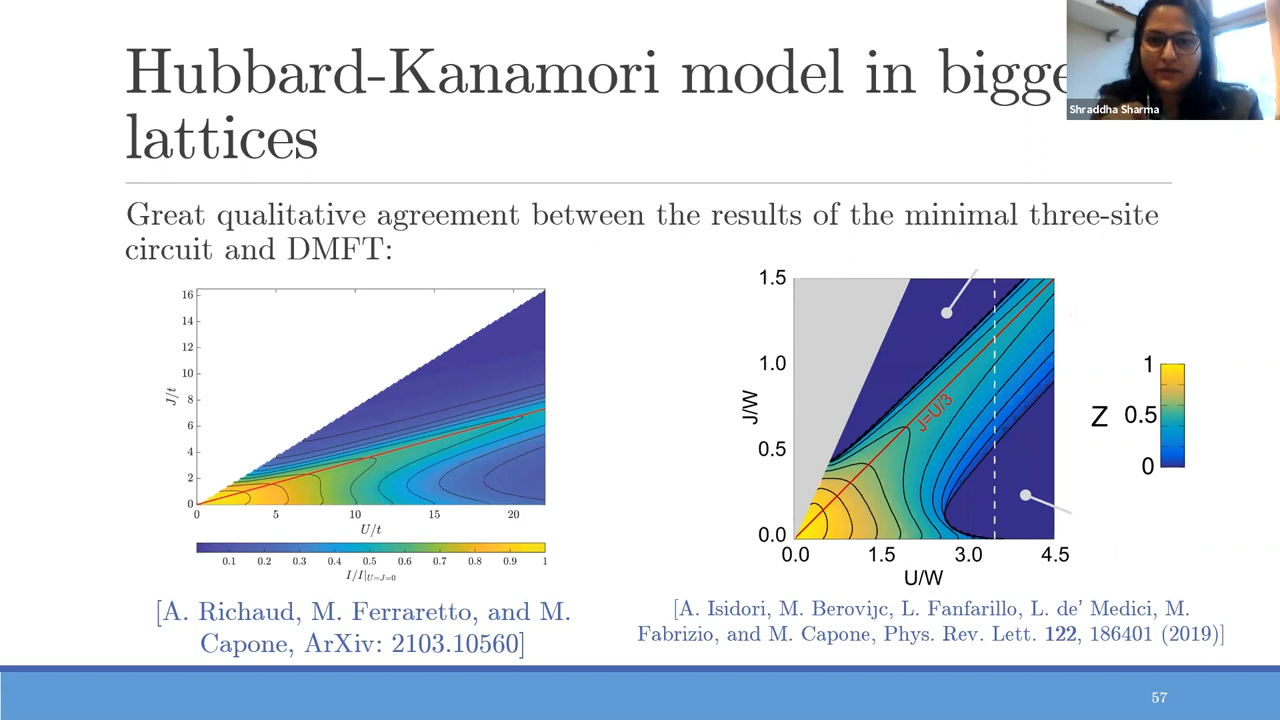 Hubbard-Kanamori model in bigge
lattices
Shraddha Sharma
Great qualitative agreement between the results of the minimal three-site
circuit and DMFT:
16
14
12
10
8
6
4
2
0
J/t
0 5 10 15 20
U/t
0.1 0.2 0.3 0.4 0.5 0.6 0.7 0.8 0.9 1
I/I|U=J=0
[A. Richaud, M. Ferraretto, and M.
Capone, ArXiv: 2103.10560]
1.5
1.0
0.5
0.0
J/W
J=U/3
0.0 1.5 3.0 4.5
U/W
Z
1
0.5
0
[A. Isidori, M. Berovijc, L. Fanfarillo, L. de' Medici, M.
Fabrizio, and M. Capone, Phys. Rev. Lett. 122, 186401 (2019)]
57